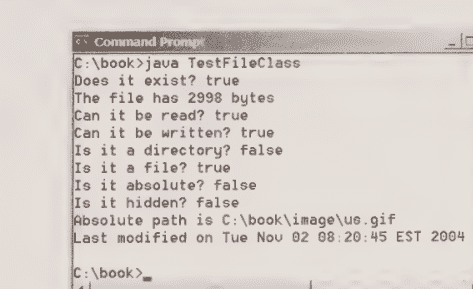 Command Prompt
C:\book>java TestFileClass
Does it exist? true
The file has 2998 bytes
Can it be read? true
Can it be written? true
Is it a directory? false
Is it a file? true
Is it absolute? false
Is it hidden? false
Absolute path is C:\book\image\us.gif
Last modified on Tue Nov 02 08:20:45 EST 2004
C:\book>